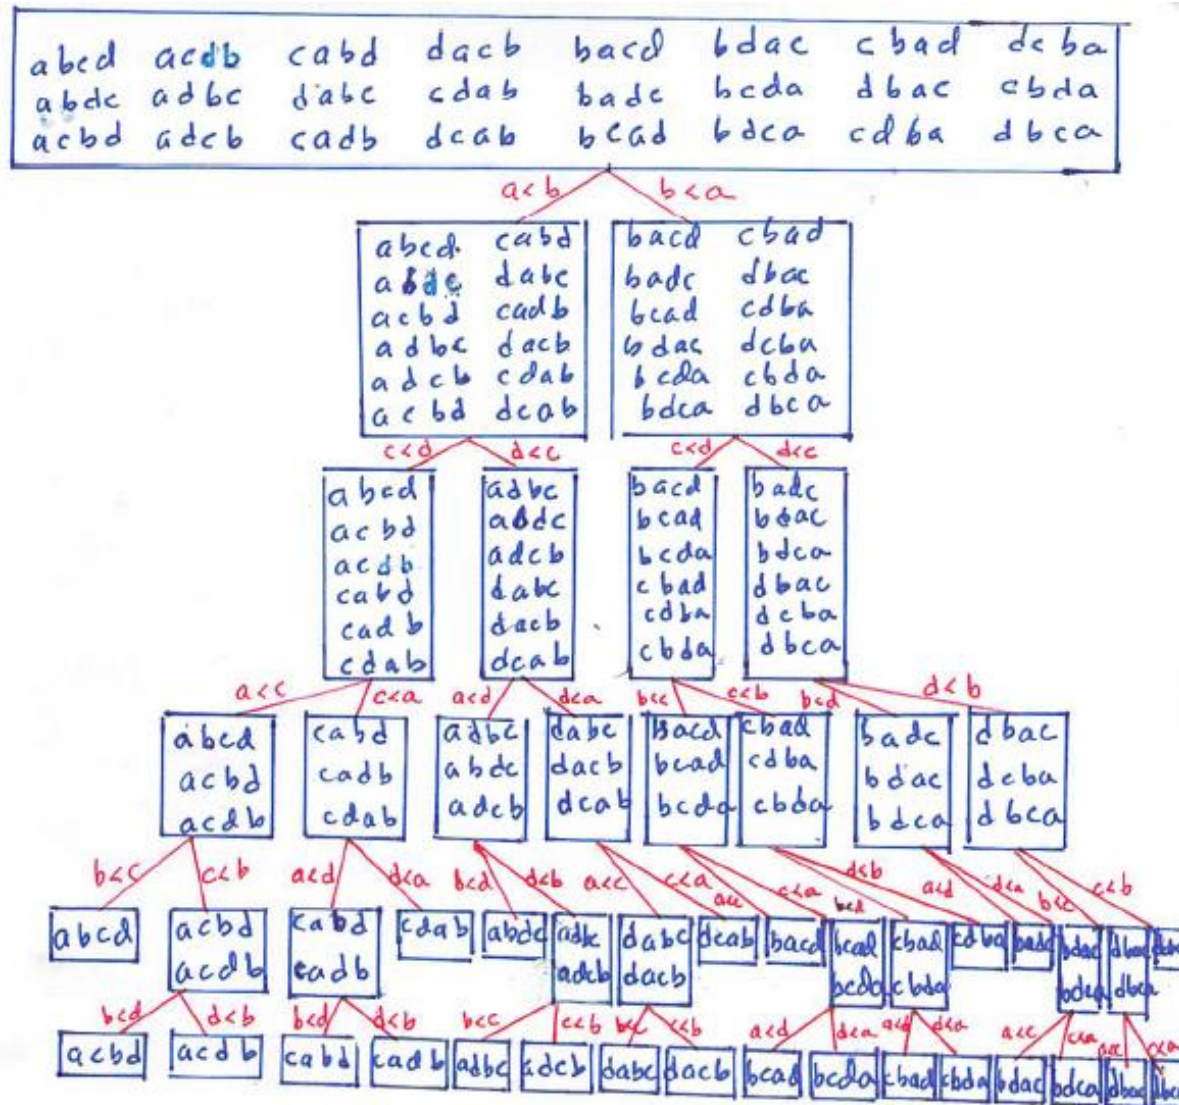 abcd acdb cabd dacb bacd bdac cbad dcba
abdc adbc dabc cdab badc bcda dbac cbda
acbd adcb cadb dcab bcad bdca cdba dbca
a<b b<a
abcd cabd bacd cbad
abdc dabc badc dbac
acbd cadb bcad cdba
adbc dacb bdac dcba
adcb cdab bcda cbda
acbd dcab bdca dbca
c<d d<c c<d d<c
abcd adbc bacd badc
acbd abdc bcad bdac
acdb adcb bcda bdca
cabd dabc cbad dbac
cadb dacb cdba dcba
cdab dcab cbda dbca
a<c c<a a<d d<a b<c c<b b<d d<b
abcd cabd adbc dabc bacd cbad badc dbac
acbd cadb abdc dacb bcad cdba bdac dcba
acdb cdab adcb dcab bcda cbda bdca dbca
b<c c<b a<d d<a b<d d<b a<c c<a a<c c<a b<d d<b a<d d<a b<c c<b
abcd acbd cabd cdab abdc adbc dabc dcab bacd bcad cbad cdba badc bdac dbac
acdb cadb adcb dacb bcda cbda bdca dbca
b<d d<b b<d d<b b<c c<b b<c c<b a<d d<a a<d d<a a<c c<a a<c c<a
acbd acdb cabd cadb adbc adcb dabc dacb bcad bcda cbad cbda bdac bdca dbac dbca